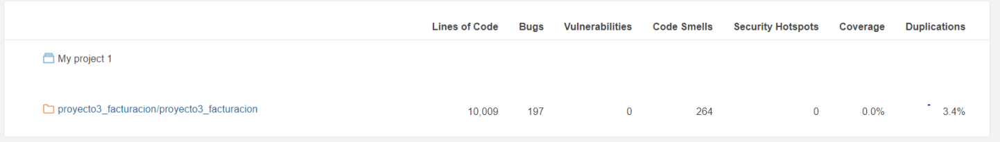 Lines of Code Bugs Vulnerabilities Code Smells Security Hotspots Coverage Duplications
My project 1
proyecto3_facturacion/proyecto3_facturacion 10,009 197 0 264 0 0.0% 3.4%